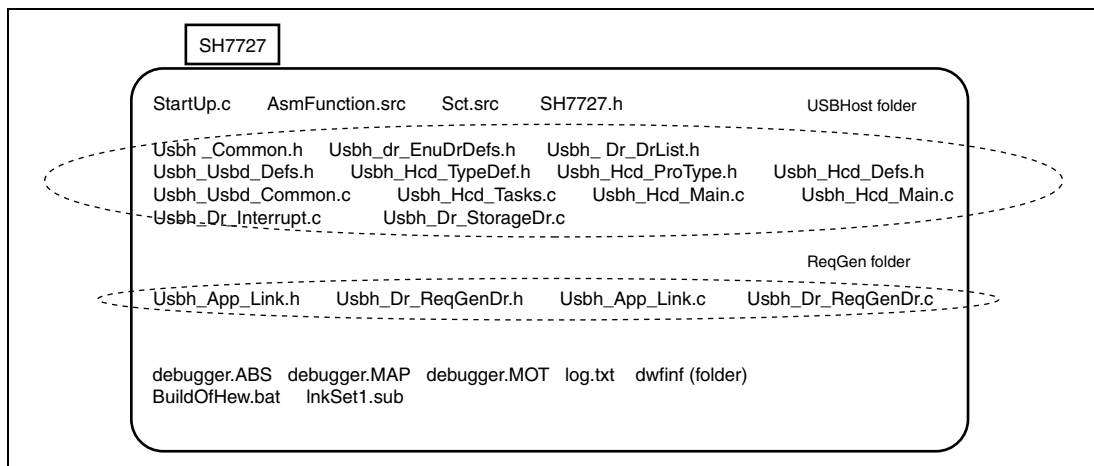 SH7727
StartUp.c AsmFunction.src Sct.src SH7727.h USBHost folder
Usbh _Common.h Usbh_dr_EnuDrDefs.h Usbh_ Dr_DrList.h
Usbh_Usbd_Defs.h Usbh_Hcd_TypeDef.h Usbh_Hcd_ProType.h Usbh_Hcd_Defs.h
Usbh_Usbd_Common.c Usbh_Hcd_Tasks.c Usbh_Hcd_Main.c Usbh_Hcd_Main.c
Usbh_Dr_Interrupt.c Usbh_Dr_StorageDr.c
ReqGen folder
Usbh_App_Link.h Usbh_Dr_ReqGenDr.h Usbh_App_Link.c Usbh_Dr_ReqGenDr.c
debugger.ABS debugger.MAP debugger.MOT log.txt dwfinf (folder)
BuildOfHew.bat lnkSet1.sub